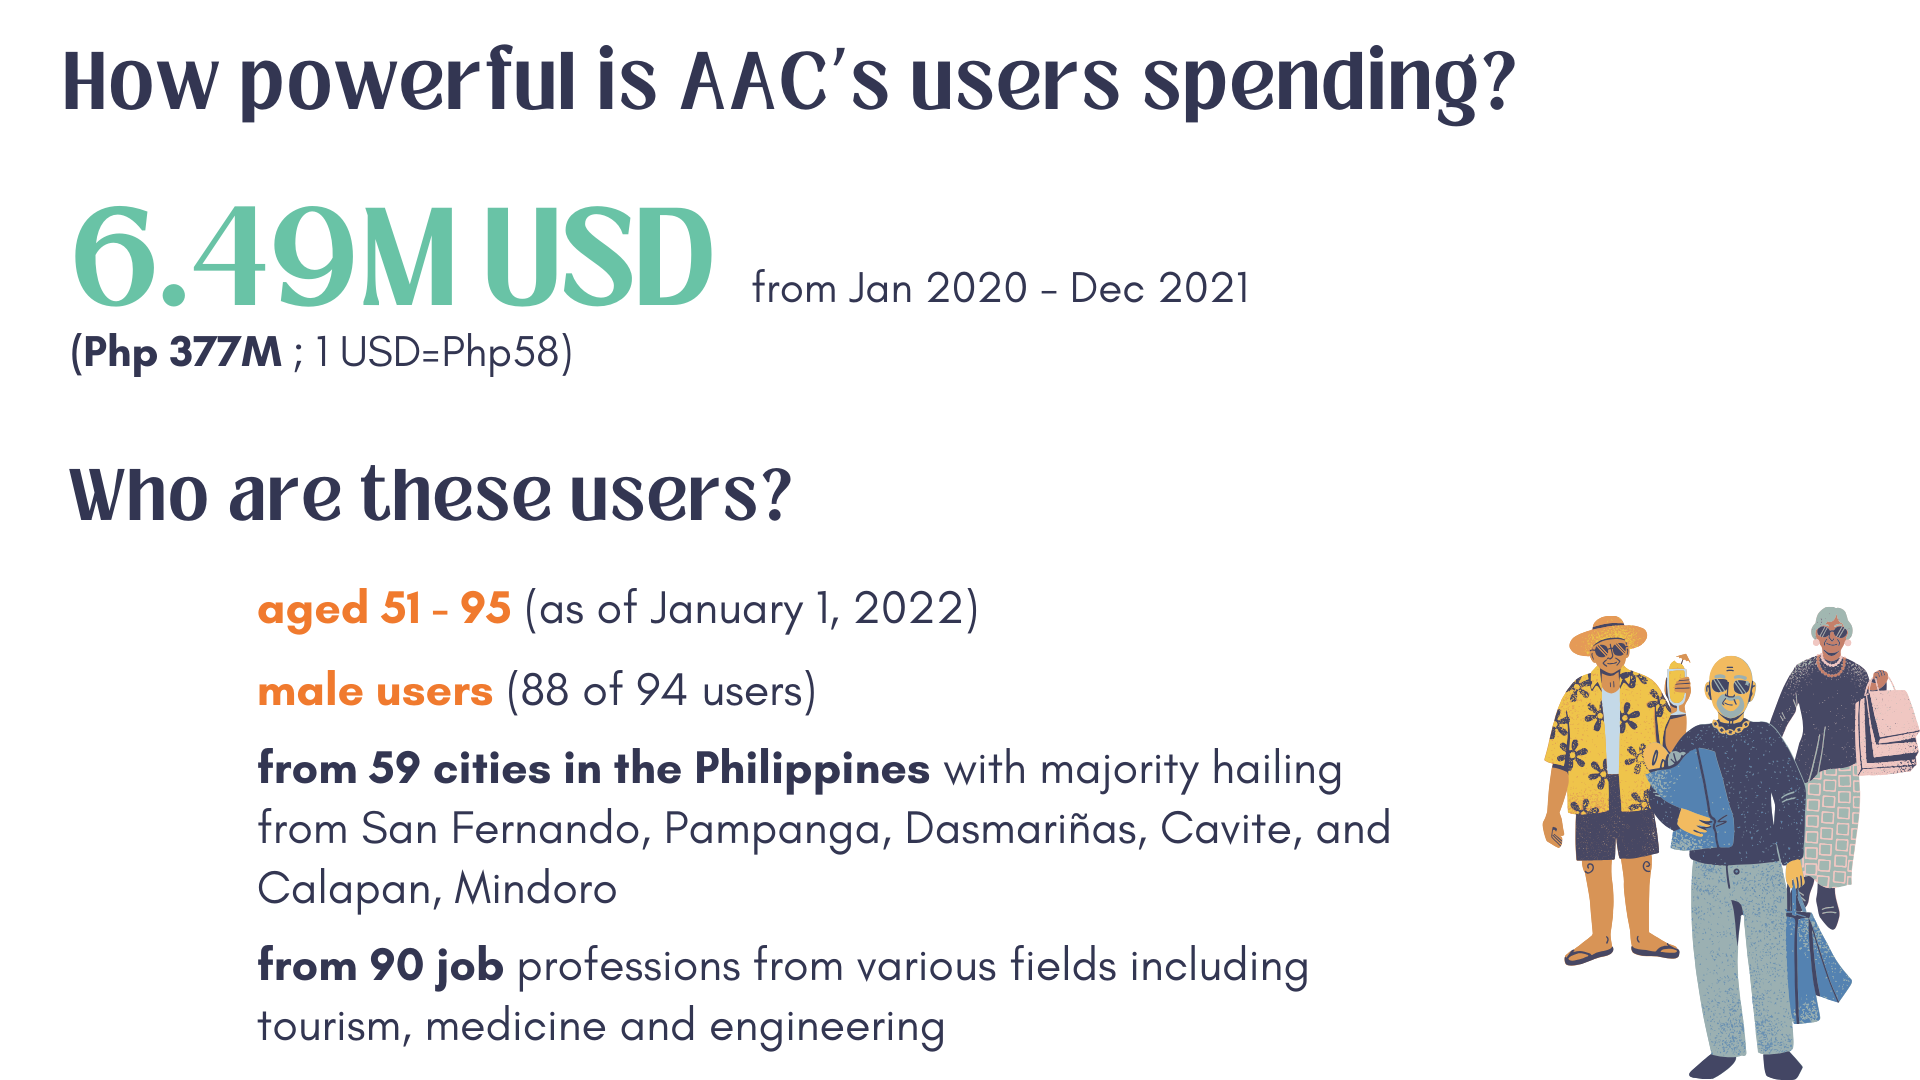 How powerful is AAC's users spending?
6.49M USD from Jan 2020 - Dec 2021
(Php 377M ; 1 USD=Php58)
Who are these users?
aged 51 - 95 (as of January 1, 2022)
male users (88 of 94 users)
from 59 cities in the Philippines with majority hailing
from San Fernando, Pampanga, Dasmariñas, Cavite, and
Calapan, Mindoro
from 90 job professions from various fields including
tourism, medicine and engineering